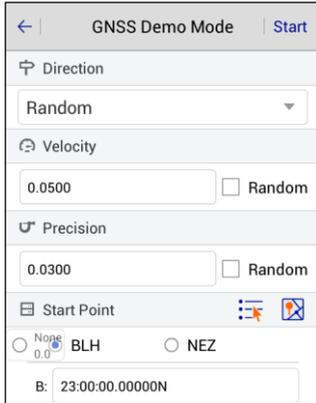 GNSS Demo Mode Start
Direction
Random
Velocity
0.0500 Random
Precision
0.0300 Random
Start Point
None BLH NEZ
0.0
B: 23:00:00.00000N